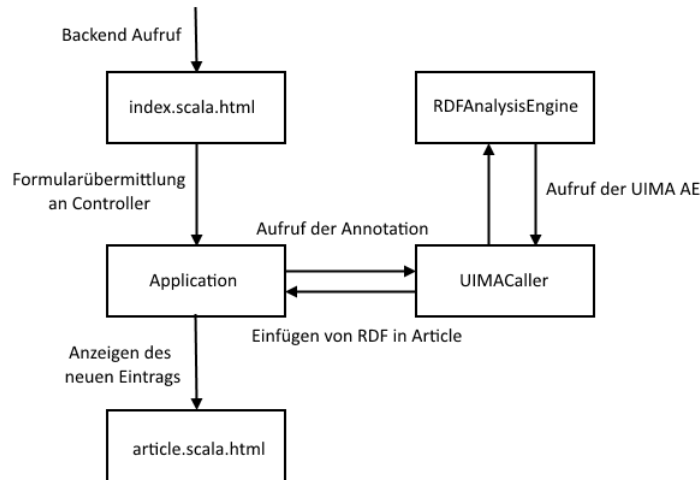 Backend Aufruf
index.scala.html
RDFAnalysisEngine
Formularübermittlung
an Controller
Aufruf der UIMA AE
Aufruf der Annotation
Application
UIMACaller
Einfügen von RDF in Article
Anzeigen des
neuen Eintrags
article.scala.html